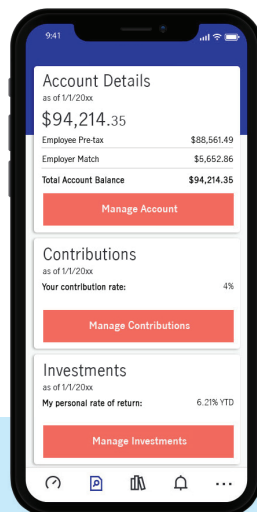 9:41
Account Details
as of 1/1/20xx
$94,214.35
Employee Pre-tax $88,561.49
Employer Match $5,652.86
Total Account Balance $94,214.35
Manage Account
Contributions
as of 1/1/20xx
Your contribution rate: 4%
Manage Contributions
Investments
as of 1/1/20xx
My personal rate of return: 6.21% YTD
Manage Investments